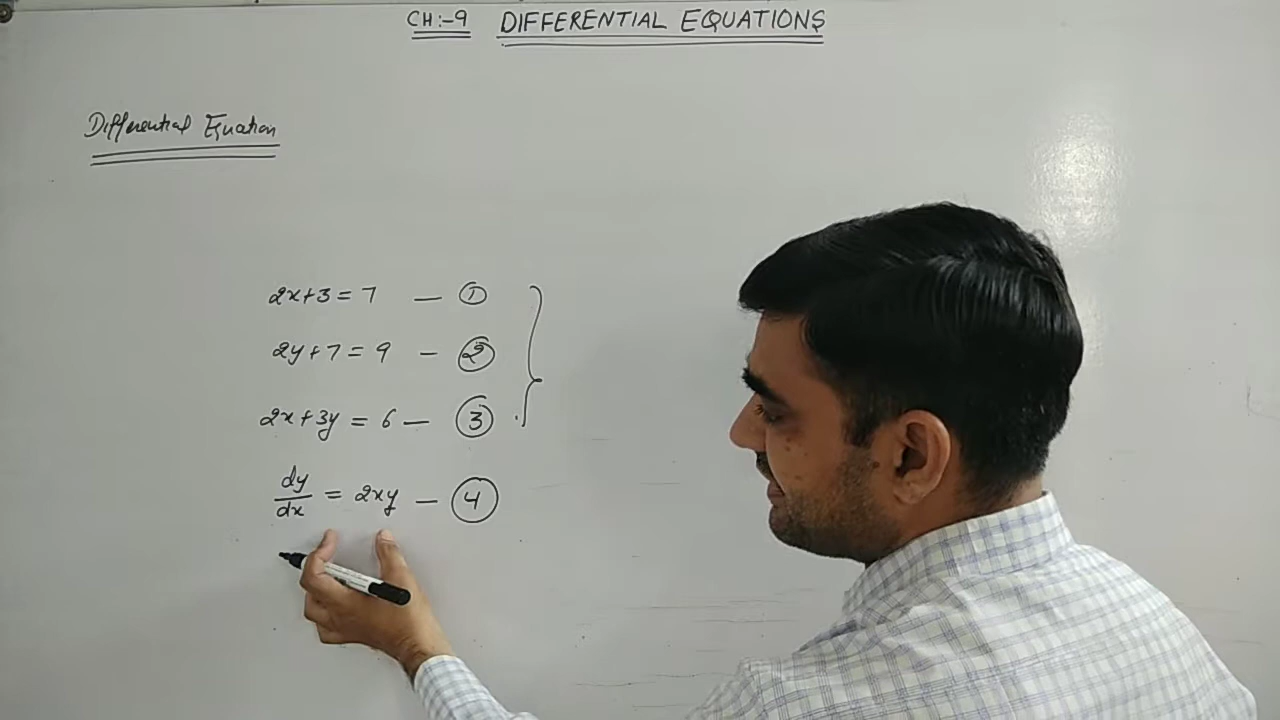 CH:-9 DIFFERENTIAL EQUATIONS
Differential Equation
2x+3=7 — ①
2y+7=9 — ②
2x+3y=6 — ③
dy/dx = 2xy — ④